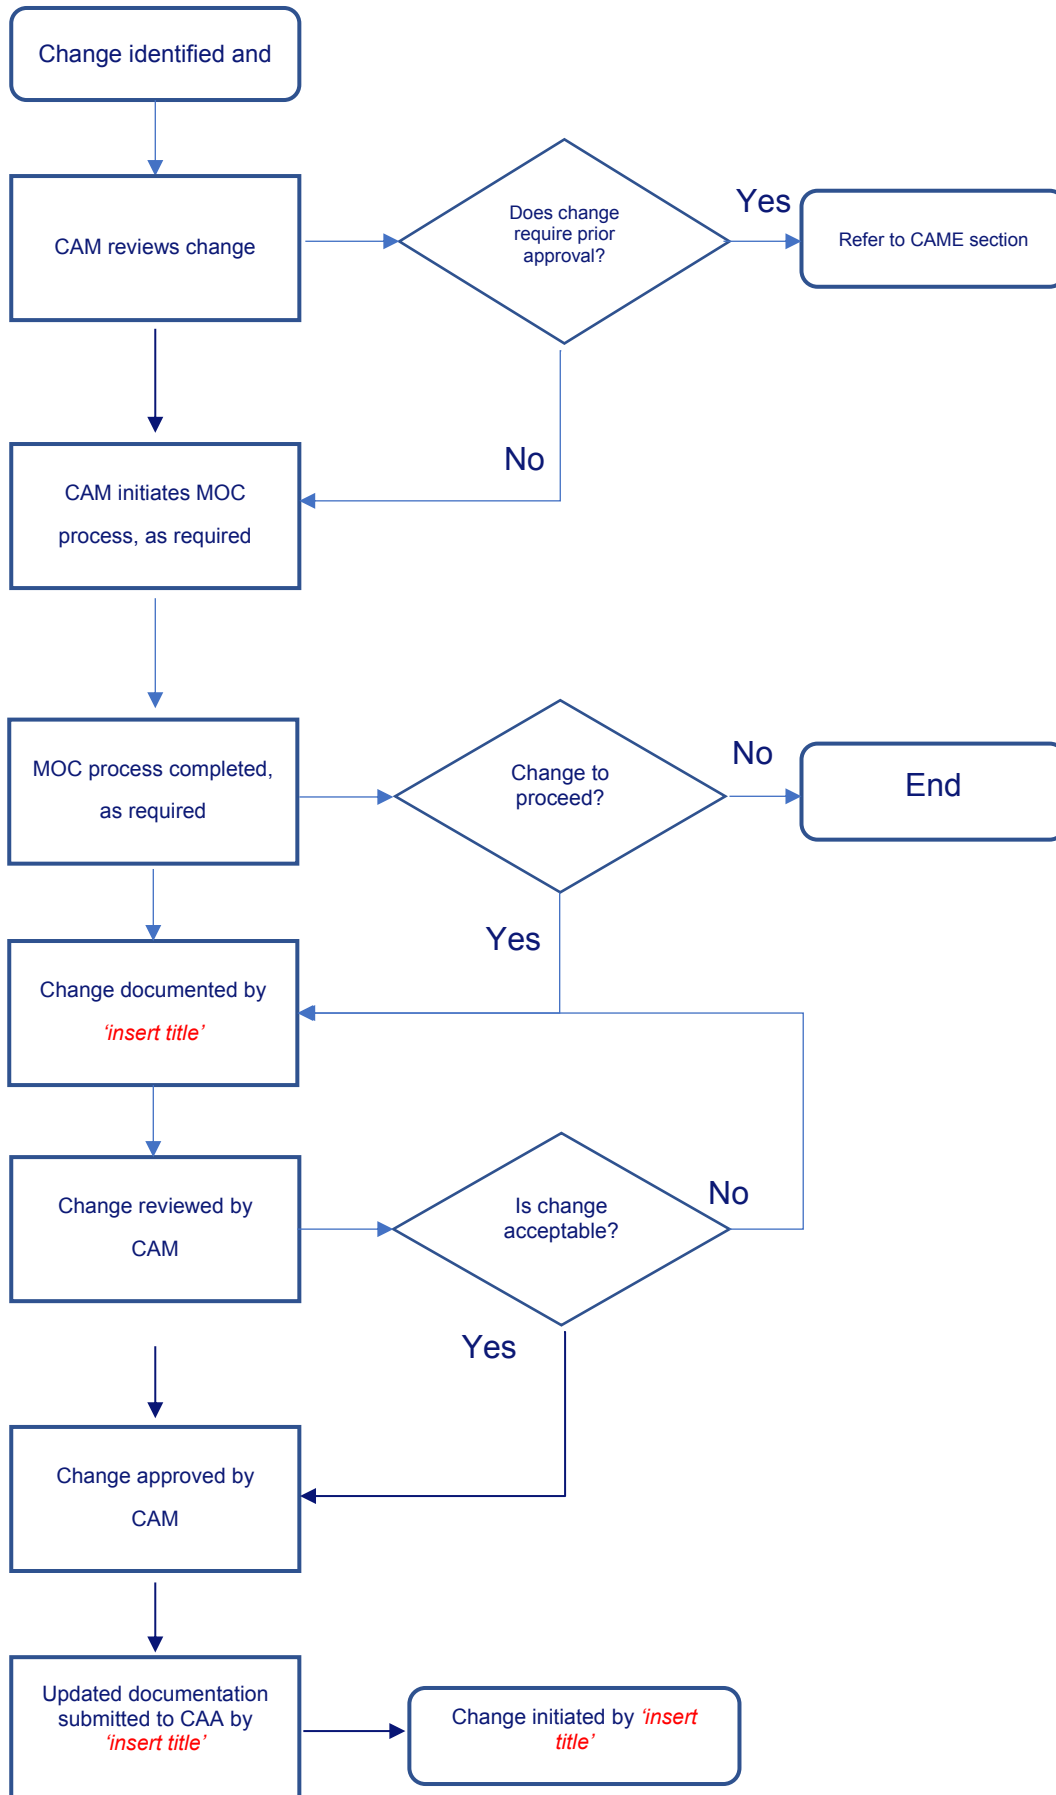 Change identified and
CAM reviews change
Does change
require prior
approval?
Yes
Refer to CAME section
No
CAM initiates MOC
process, as required
MOC process completed,
as required
Change to
proceed?
No
End
Yes
Change documented by
‘insert title’
Change reviewed by
CAM
Is change
acceptable?
No
Yes
Change approved by
CAM
Updated documentation
submitted to CAA by
‘insert title’
Change initiated by ‘insert
title’